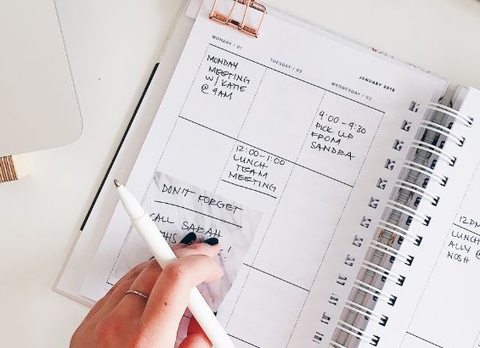 MONDAY / 01
TUESDAY / 02
WEDNESDAY / 03
JANUARY 2018
MONDAY
MEETING
W/ KATIE
@ 9AM
9:00-9:30
PICK UP
FROM
SANDRA
12:00-1:00
LUNCH
TEAM
MEETING
DON'T FORGET
CALL SARAH
THIS
!
12PM
LUNCH
ALLY @
NOSH